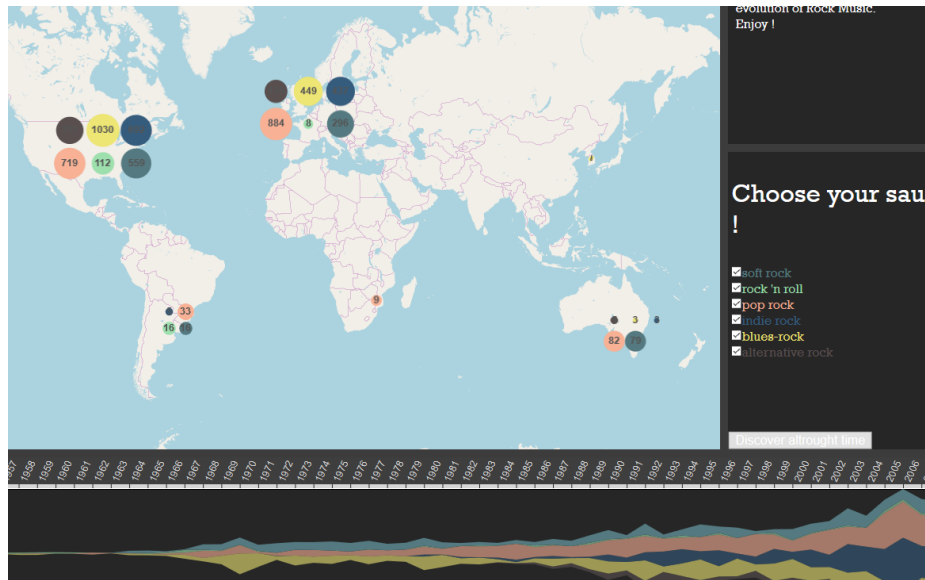 evolution of Rock Music.
Enjoy !
449
884
8
296
1030
719
112
559
33
16
10
9
3
82
79
Choose your sau
!
soft rock
rock 'n roll
pop rock
indie rock
blues-rock
alternative rock
Discover altrought time
1957 1958 1959 1960 1961 1962 1963 1964 1965 1966 1967 1968 1969 1970 1971 1972 1973 1974 1975 1976 1977 1978 1979 1980 1981 1982 1983 1984 1985 1986 1987 1988 1989 1990 1991 1992 1993 1994 1995 1996 1997 1998 1999 2000 2001 2002 2003 2004 2005 2006